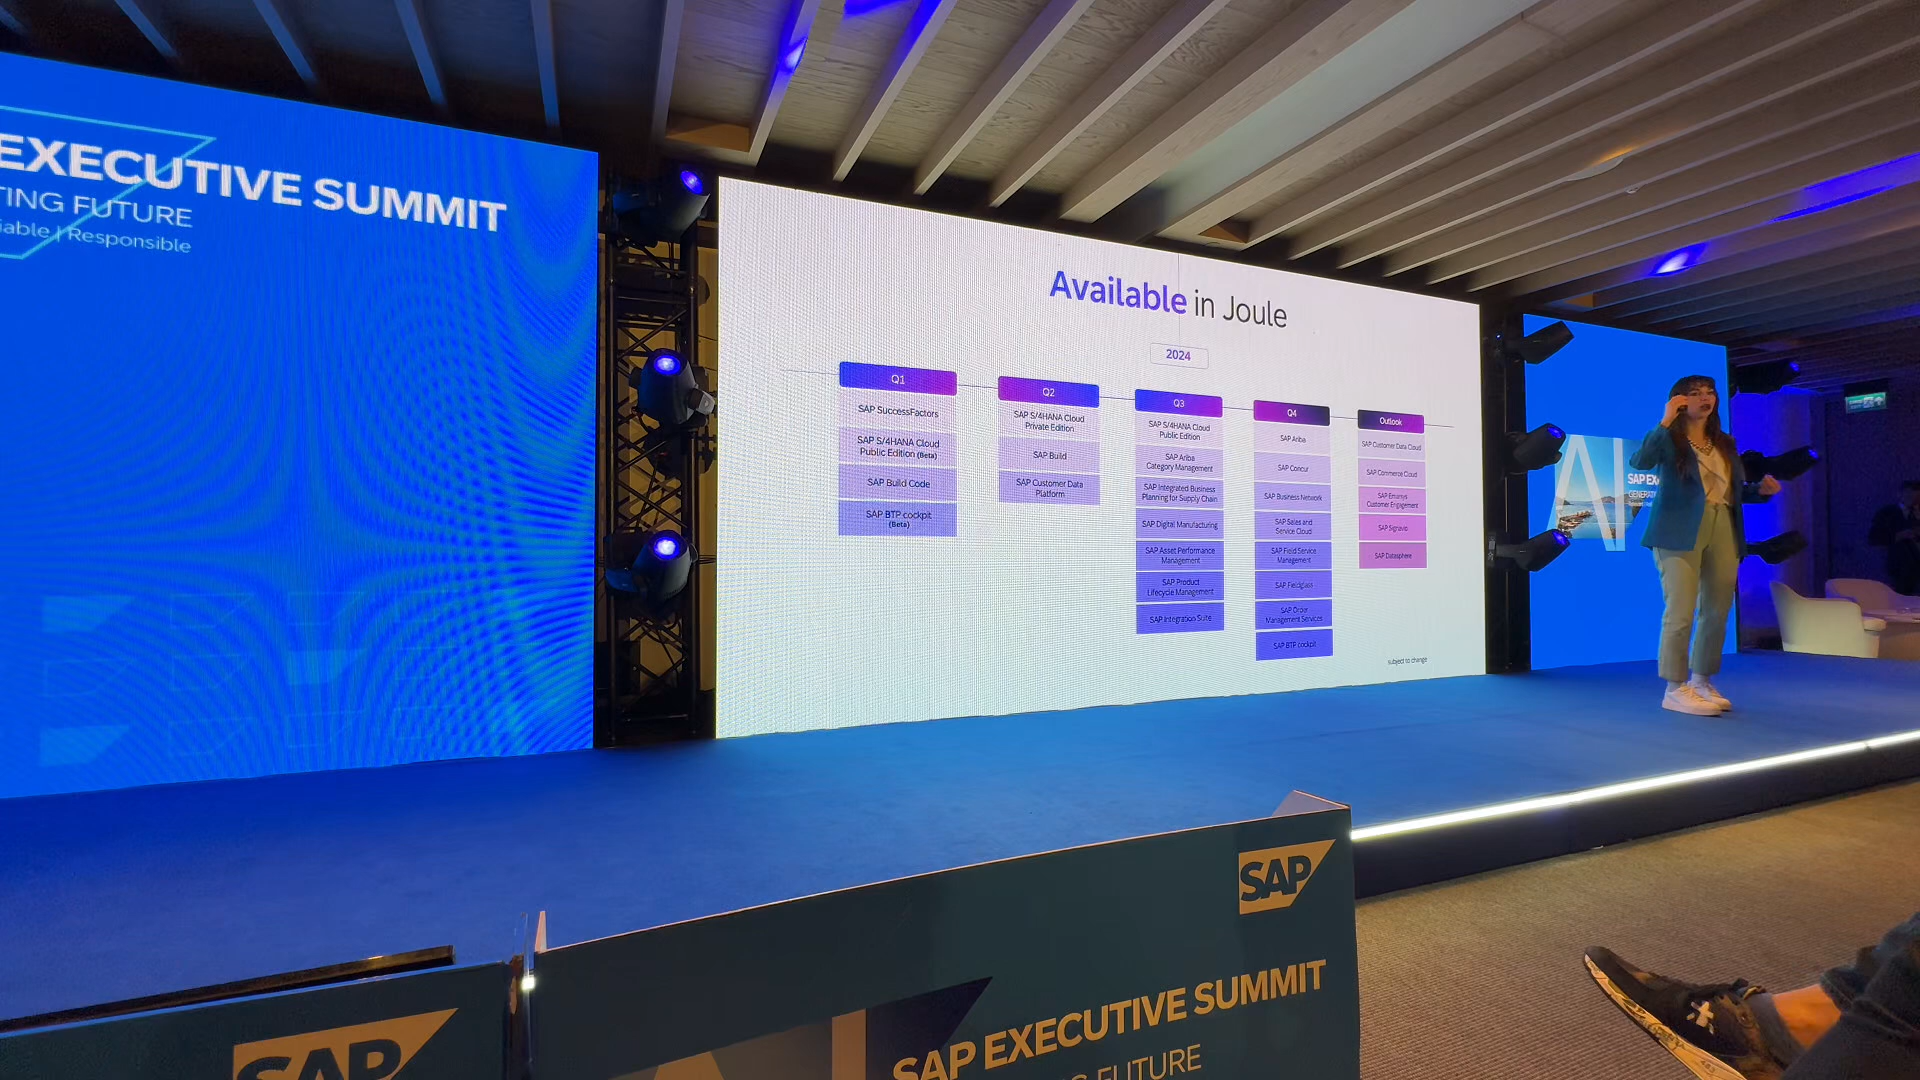 EXECUTIVE SUMMIT
TING FUTURE
iable | Responsible
Available in Joule
2024
Q1
SAP SuccessFactors
SAP S/4HANA Cloud
Public Edition (Beta)
SAP Build Code
SAP BTP cockpit
(Beta)
Q2
SAP S/4HANA Cloud
Private Edition
SAP Build
SAP Customer Data
Platform
Q3
SAP S/4HANA Cloud
Public Edition
SAP Ariba
Category Management
SAP Integrated Business
Planning for Supply Chain
SAP Digital Manufacturing
SAP Asset Performance
Management
SAP Product
Lifecycle Management
SAP Integration Suite
Q4
SAP Ariba
SAP Concur
SAP Business Network
SAP Sales and
Service Cloud
SAP Field Service
Management
SAP Fieldglass
SAP Order
Management Services
SAP BTP cockpit
Outlook
SAP Customer Data Cloud
SAP Commerce Cloud
SAP Emarsys
Customer Engagement
SAP Signavio
SAP Datasphere
subject to change
AI
SAP EX
GENERATI
SAP
SAP EXECUTIVE SUMMIT
FUTURE
SAP